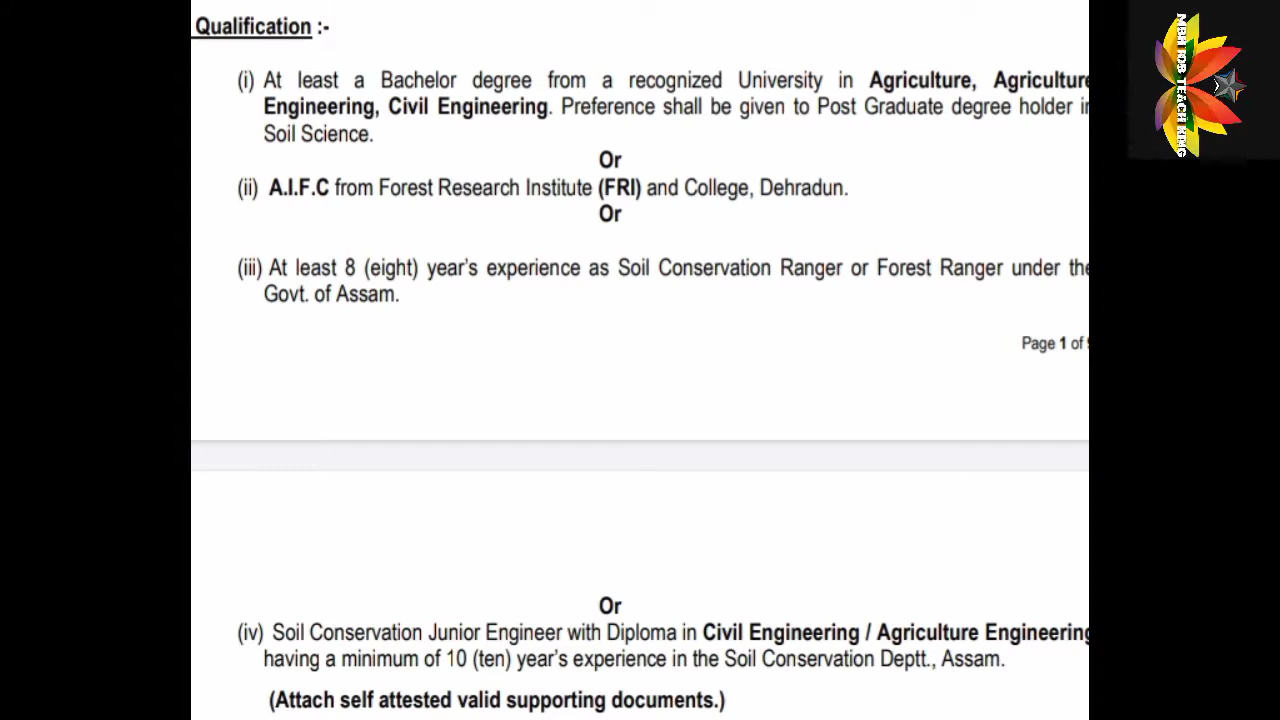 Qualification :-
(i) At least a Bachelor degree from a recognized University in Agriculture, Agriculture
Engineering, Civil Engineering. Preference shall be given to Post Graduate degree holder in
Soil Science.
Or
(ii) A.I.F.C from Forest Research Institute (FRI) and College, Dehradun.
Or
(iii) At least 8 (eight) year's experience as Soil Conservation Ranger or Forest Ranger under the
Govt. of Assam.
Page 1 of
Or
(iv) Soil Conservation Junior Engineer with Diploma in Civil Engineering / Agriculture Engineering
having a minimum of 10 (ten) year's experience in the Soil Conservation Deptt., Assam.
(Attach self attested valid supporting documents.)